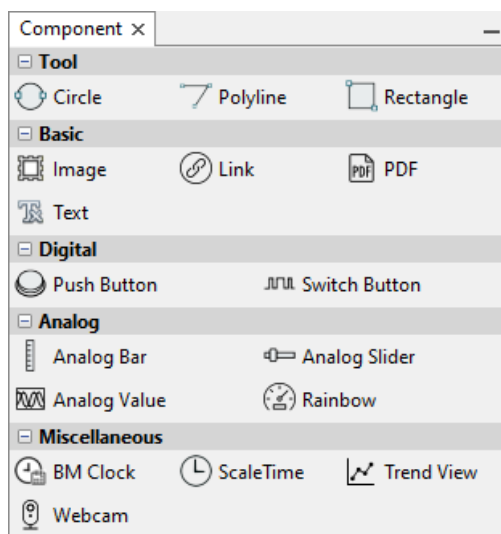 Component ×
Tool
Circle Polyline Rectangle
Basic
Image Link PDF PDF
Text
Digital
Push Button Switch Button
Analog
Analog Bar Analog Slider
Analog Value Rainbow
Miscellaneous
BM Clock ScaleTime Trend View
Webcam